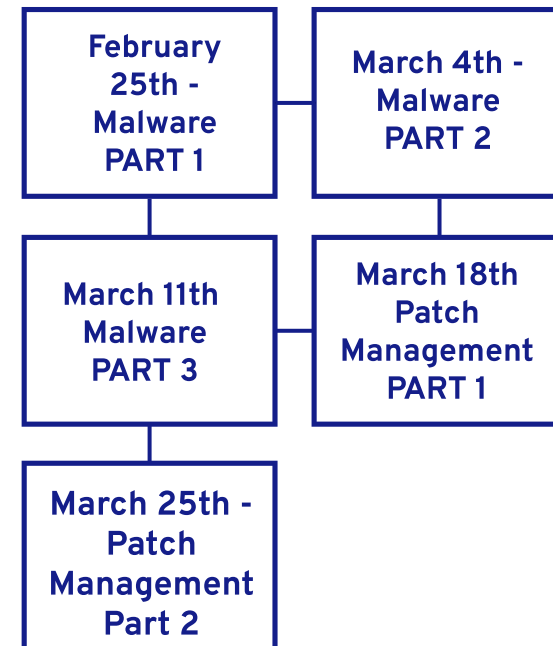 February
25th -
Malware
PART 1
March 4th -
Malware
PART 2
March 11th
Malware
PART 3
March 18th
Patch
Management
PART 1
March 25th -
Patch
Management
Part 2